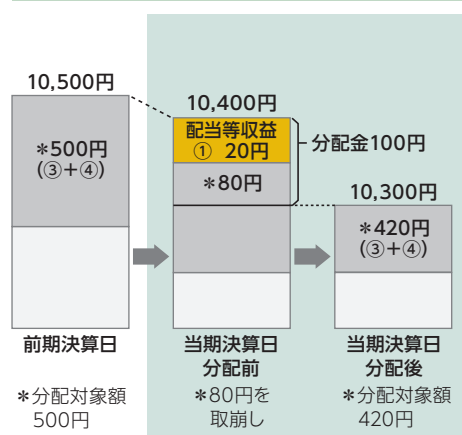 10,500円
＊500円
(③+④)
前期決算日
＊分配対象額
500円
10,400円
配当等収益
① 20円
＊80円
分配金100円
当期決算日
分配前
＊80円を
取崩し
10,300円
＊420円
(③+④)
当期決算日
分配後
＊分配対象額
420円